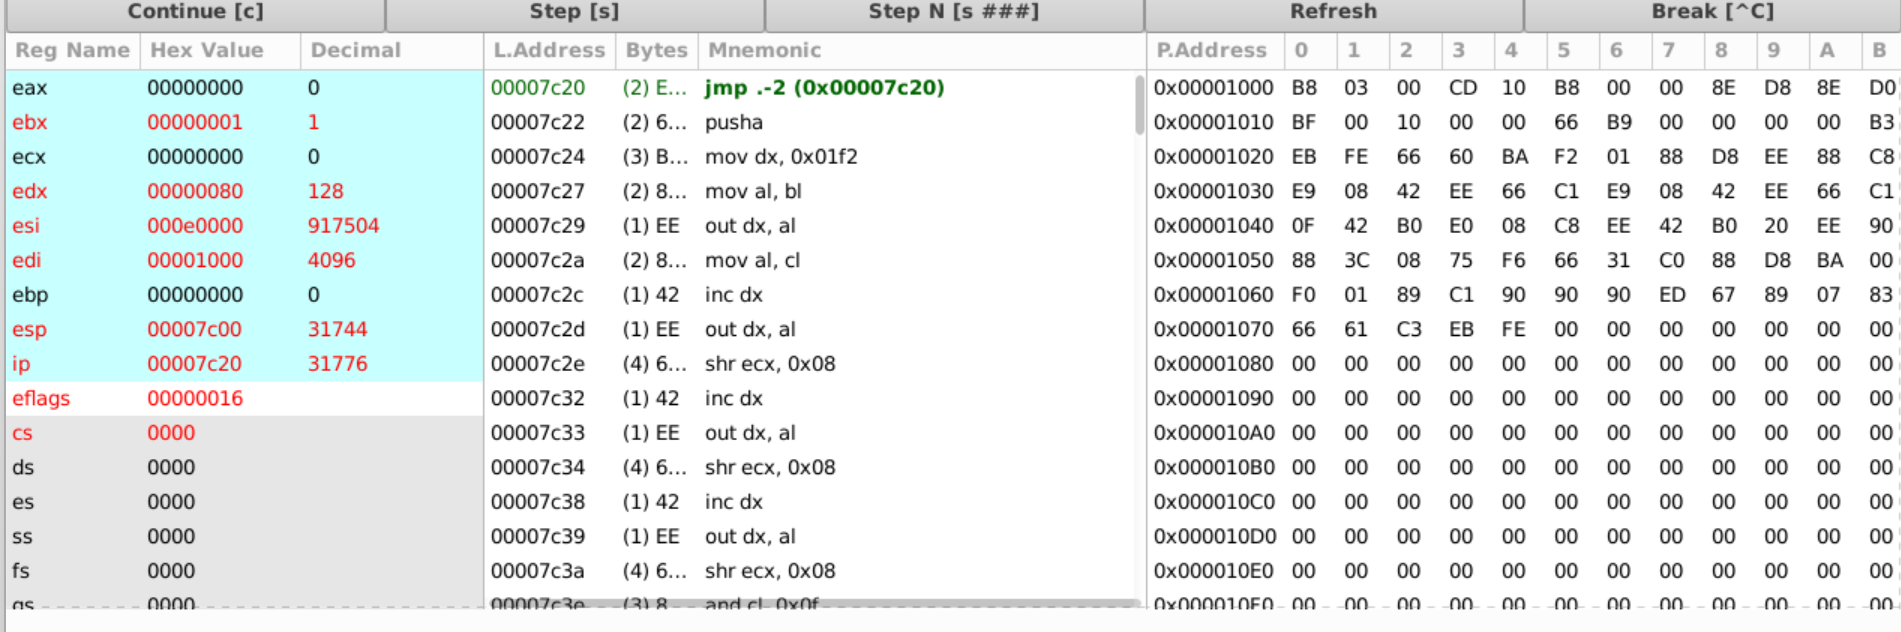 Continue [c] Step [s] Step N [s ###] Refresh Break [^C]
Reg Name Hex Value Decimal L.Address Bytes Mnemonic P.Address 0 1 2 3 4 5 6 7 8 9 A B
eax 00000000 0 00007c20 (2) E... jmp .-2 (0x00007c20) 0x00001000 B8 03 00 CD 10 B8 00 00 8E D8 8E D0
ebx 00000001 1 00007c22 (2) 6... pusha 0x00001010 BF 00 10 00 00 66 B9 00 00 00 00 B3
ecx 00000000 0 00007c24 (3) B... mov dx, 0x01f2 0x00001020 EB FE 66 60 BA F2 01 88 D8 EE 88 C8
edx 00000080 128 00007c27 (2) 8... mov al, bl 0x00001030 E9 08 42 EE 66 C1 E9 08 42 EE 66 C1
esi 000e0000 917504 00007c29 (1) EE out dx, al 0x00001040 0F 42 B0 E0 08 C8 EE 42 B0 20 EE 90
edi 00001000 4096 00007c2a (2) 8... mov al, cl 0x00001050 88 3C 08 75 F6 66 31 C0 88 D8 BA 00
ebp 00000000 0 00007c2c (1) 42 inc dx 0x00001060 F0 01 89 C1 90 90 90 ED 67 89 07 83
esp 00007c00 31744 00007c2d (1) EE out dx, al 0x00001070 66 61 C3 EB FE 00 00 00 00 00 00 00
ip 00007c20 31776 00007c2e (4) 6... shr ecx, 0x08 0x00001080 00 00 00 00 00 00 00 00 00 00 00 00
eflags 00000016 00007c32 (1) 42 inc dx 0x00001090 00 00 00 00 00 00 00 00 00 00 00 00
cs 0000 00007c33 (1) EE out dx, al 0x000010A0 00 00 00 00 00 00 00 00 00 00 00 00
ds 0000 00007c34 (4) 6... shr ecx, 0x08 0x000010B0 00 00 00 00 00 00 00 00 00 00 00 00
es 0000 00007c38 (1) 42 inc dx 0x000010C0 00 00 00 00 00 00 00 00 00 00 00 00
ss 0000 00007c39 (1) EE out dx, al 0x000010D0 00 00 00 00 00 00 00 00 00 00 00 00
fs 0000 00007c3a (4) 6... shr ecx, 0x08 0x000010E0 00 00 00 00 00 00 00 00 00 00 00 00
gs 0000 00007c3e (3) 8... and cl, 0x0f 0x000010F0 00 00 00 00 00 00 00 00 00 00 00 00